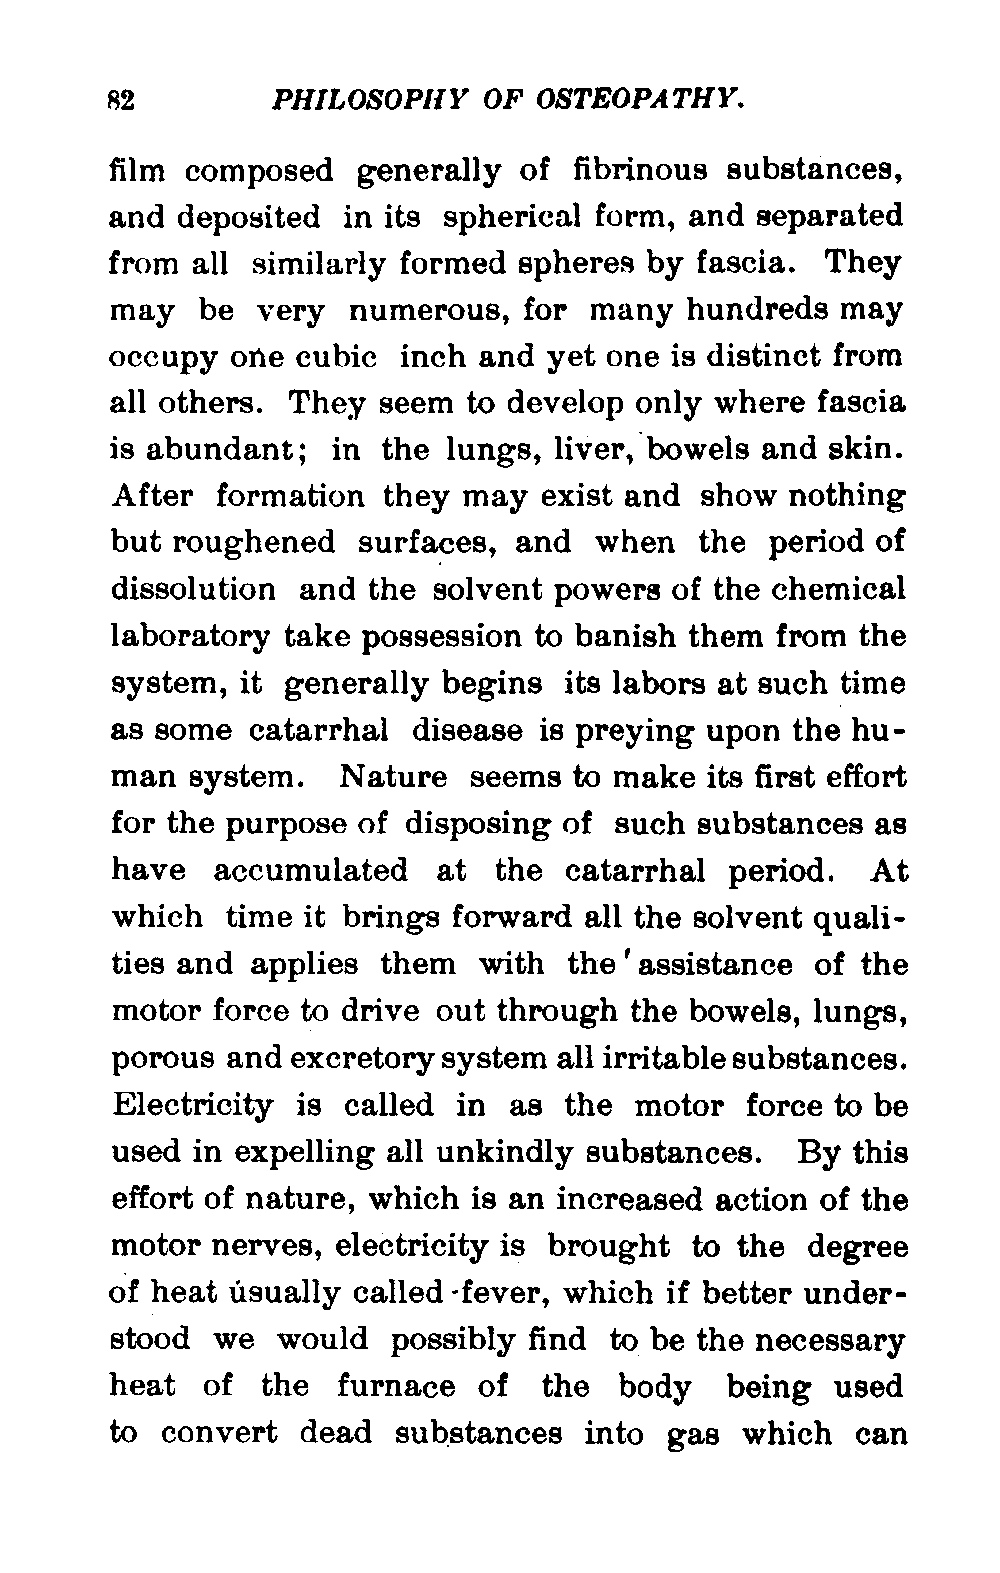 82 PHILOSOPHY OF OSTEOPATHY.
film composed generally of fibrinous substances,
and deposited in its spherical form, and separated
from all similarly formed spheres by fascia. They
may be very numerous, for many hundreds may
occupy one cubic inch and yet one is distinct from
all others. They seem to develop only where fascia
is abundant; in the lungs, liver, bowels and skin.
After formation they may exist and show nothing
but roughened surfaces, and when the period of
dissolution and the solvent powers of the chemical
laboratory take possession to banish them from the
system, it generally begins its labors at such time
as some catarrhal disease is preying upon the hu-
man system. Nature seems to make its first effort
for the purpose of disposing of such substances as
have accumulated at the catarrhal period. At
which time it brings forward all the solvent quali-
ties and applies them with the assistance of the
motor force to drive out through the bowels, lungs,
porous and excretory system all irritable substances.
Electricity is called in as the motor force to be
used in expelling all unkindly substances. By this
effort of nature, which is an increased action of the
motor nerves, electricity is brought to the degree
of heat usually called fever, which if better under-
stood we would possibly find to be the necessary
heat of the furnace of the body being used
to convert dead substances into gas which can